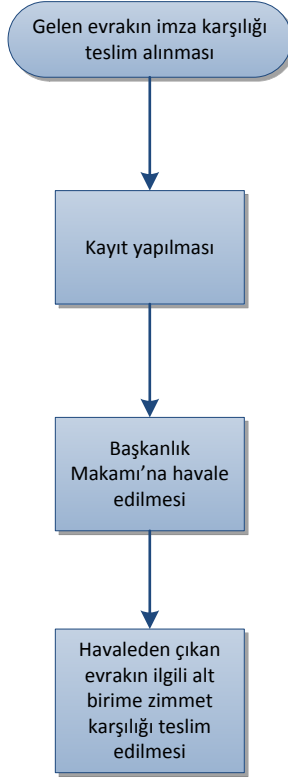 Gelen evrakın imza karşılığı
teslim alınması
Kayıt yapılması
Başkanlık
Makamı’na havale
edilmesi
Havaleden çıkan
evrakın ilgili alt
birime zimmet
karşılığı teslim
edilmesi